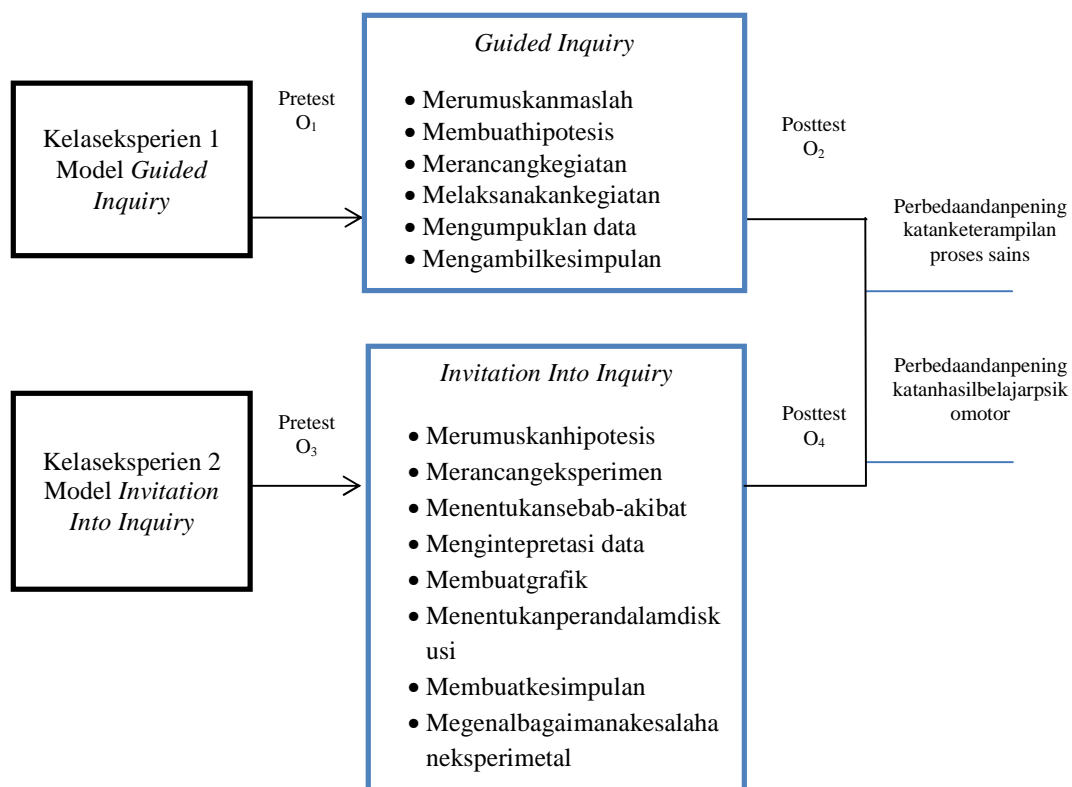 Kelaseksperien 1
Model Guided
Inquiry
Pretest
O₁
Guided Inquiry
• Merumuskanmaslah
• Membuathipotesis
• Merancangkegiatan
• Melaksanakankegiatan
• Mengumpuklan data
• Mengambilkesimpulan
Posttest
O₂
Perbedaandanpening
katanketerampilan
proses sains
Kelaseksperien 2
Model Invitation
Into Inquiry
Pretest
O₃
Invitation Into Inquiry
• Merumuskanhipotesis
• Merancangeksperimen
• Menentukansebab-akibat
• Mengintepretasi data
• Membuatgrafik
• Menentukanperandalamdisk
usi
• Membuatkesimpulan
• Megenalbagaimanakesalaha
neksperimetal
Posttest
O₄
Perbedaandanpening
katanhasilbelajarpsik
omotor